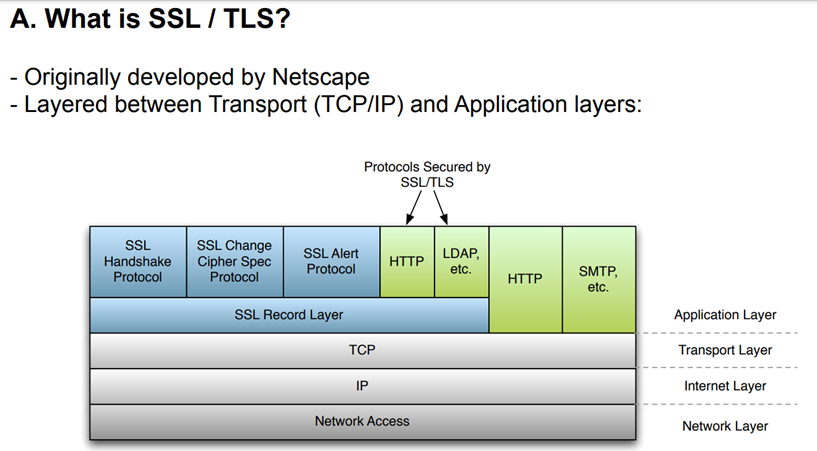 A. What is SSL / TLS?
- Originally developed by Netscape
- Layered between Transport (TCP/IP) and Application layers:
Protocols Secured by
SSL/TLS
SSL
Handshake
Protocol
SSL Change
Cipher Spec
Protocol
SSL Alert
Protocol
HTTP
LDAP,
etc.
HTTP
SMTP,
etc.
SSL Record Layer
Application Layer
TCP
Transport Layer
IP
Internet Layer
Network Access
Network Layer